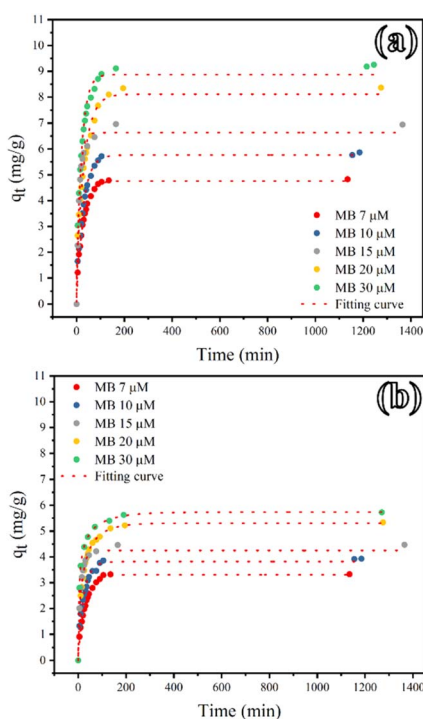 (a)
11
10
9
8
7
6
5
4
3
2
1
0
qt (mg/g)
MB 7 µM
MB 10 µM
MB 15 µM
MB 20 µM
MB 30 µM
Fitting curve
0 200 400 600 800 1000 1200 1400
Time (min)
(b)
11
10
9
8
7
6
5
4
3
2
1
0
qt (mg/g)
MB 7 µM
MB 10 µM
MB 15 µM
MB 20 µM
MB 30 µM
Fitting curve
0 200 400 600 800 1000 1200 1400
Time (min)